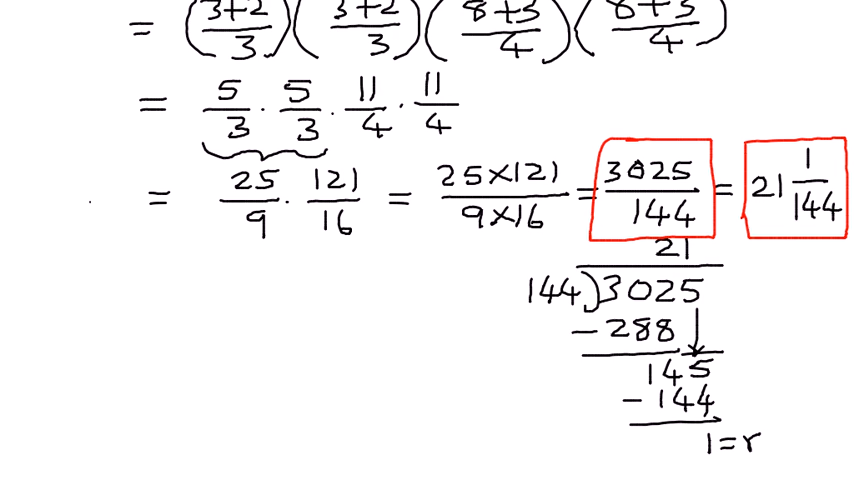 = (3+2/3)(3+2/3)(8+3/4)(8+3/4)
= 5/3 · 5/3 · 11/4 · 11/4
= 25/9 · 121/16 = 25×121/9×16 = 3025/144 = 21 1/144
21
144)3025
-288
145
-144
1=r